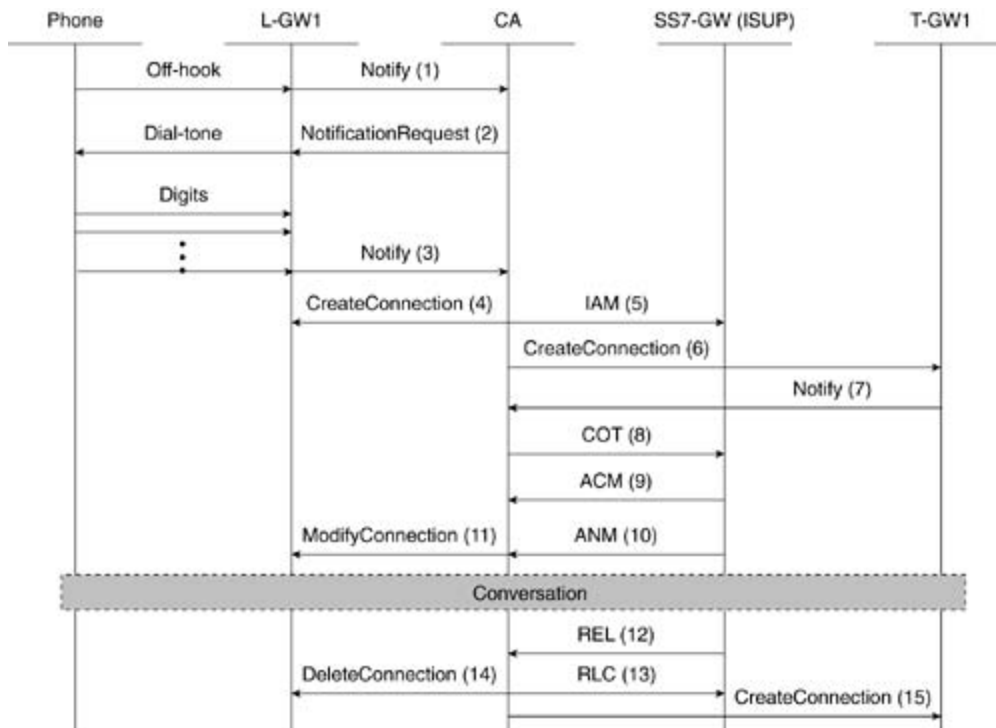 Phone L-GW1 CA SS7-GW (ISUP) T-GW1
Off-hook Notify (1)
Dial-tone NotificationRequest (2)
Digits
Notify (3)
CreateConnection (4) IAM (5)
CreateConnection (6)
Notify (7)
COT (8)
ACM (9)
ModifyConnection (11) ANM (10)
Conversation
REL (12)
DeleteConnection (14) RLC (13)
CreateConnection (15)